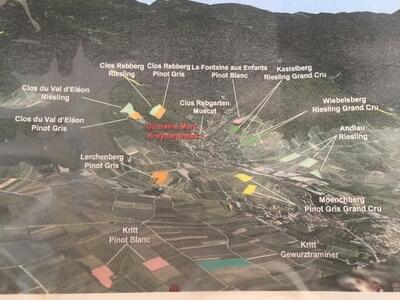 Clos Rebberg
Riesling
Clos Rebberg
Pinot Gris
La Fontaine aux Enfants
Pinot Blanc
Kastelberg
Riesling Grand Cru
Clos du Val d'Eléon
Riesling
Clos Rebgarten
Muscat
Wiebelsberg
Riesling Grand Cru
Clos du Val d'Eléon
Pinot Gris
Domaine Marc
Kreydenweiss
Andlau
Riesling
Lerchenberg
Pinot Gris
Moenchberg
Pinot Gris Grand Cru
Kritt
Pinot Blanc
Kritt
Gewurztraminer